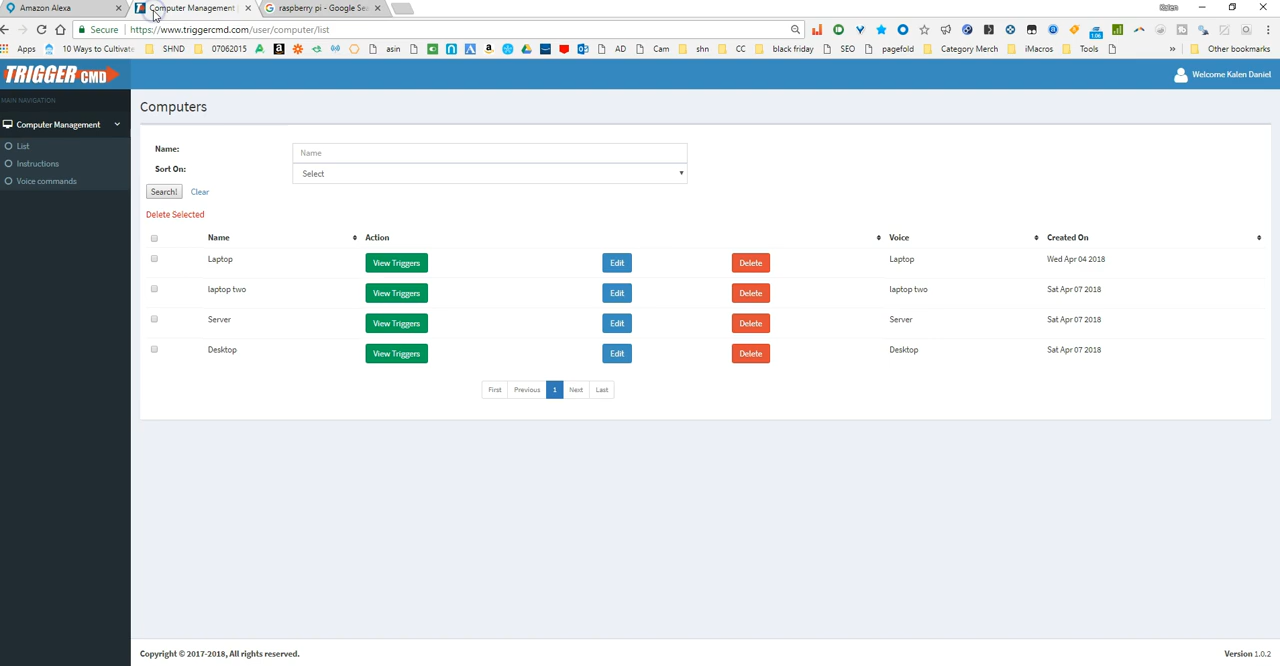 Amazon Alexa
Computer Management
raspberry pi - Google Sea
Kalen
Secure
https://www.triggercmd.com/user/computer/list
Apps
10 Ways to Cultivate
SHND
07062015
asin
AD
Cam
shn
CC
black friday
SEO
pagefold
Category Merch
iMacros
Tools
»
Other bookmarks
TRIGGER CMD
Welcome Kalen Daniel
MAIN NAVIGATION
Computer Management
List
Instructions
Voice commands
Computers
Name:
Name
Sort On:
Select
Search!
Clear
Delete Selected
Name Action Voice Created On
Laptop View Triggers Edit Delete Laptop Wed Apr 04 2018
laptop two View Triggers Edit Delete laptop two Sat Apr 07 2018
Server View Triggers Edit Delete Server Sat Apr 07 2018
Desktop View Triggers Edit Delete Desktop Sat Apr 07 2018
First Previous 1 Next Last
Copyright © 2017-2018, All rights reserved.
Version 1.0.2